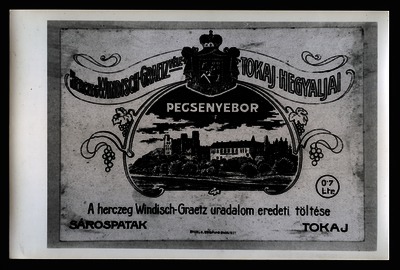 HERCZEG WINDISCH-GRAETZ FÉLE
TOKAJ-HEGYALJAI
PECSENYEBOR
0·7
Ltr.
A herczeg Windisch-Graetz uradalom eredeti töltése
SÁROSPATAK
TOKAJ